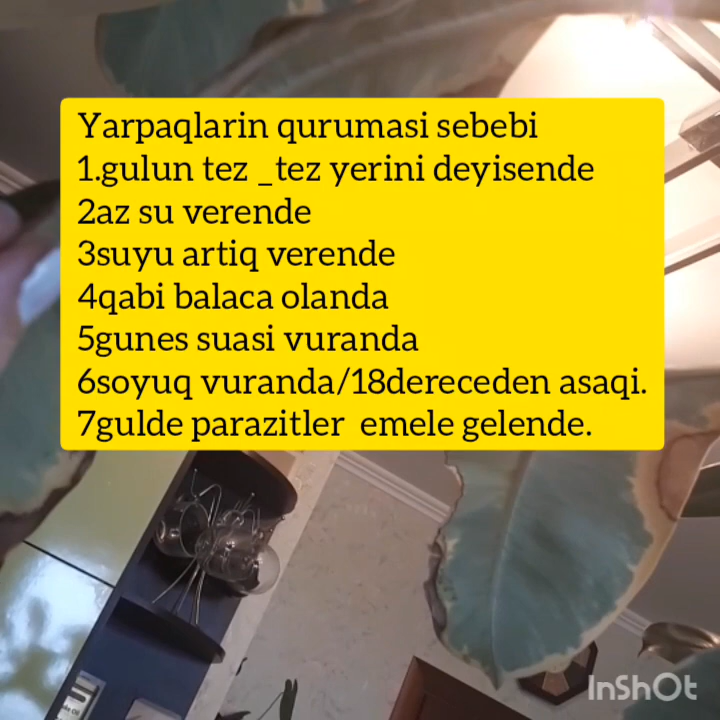 Yarpaqlarin qurumasi sebebi
1.gulun tez _tez yerini deyisende
2az su verende
3suyu artiq verende
4qabi balaca olanda
5gunes suasi vuranda
6soyuq vuranda/18dereceden asaqi.
7gulde parazitler emele gelende.
InShOt